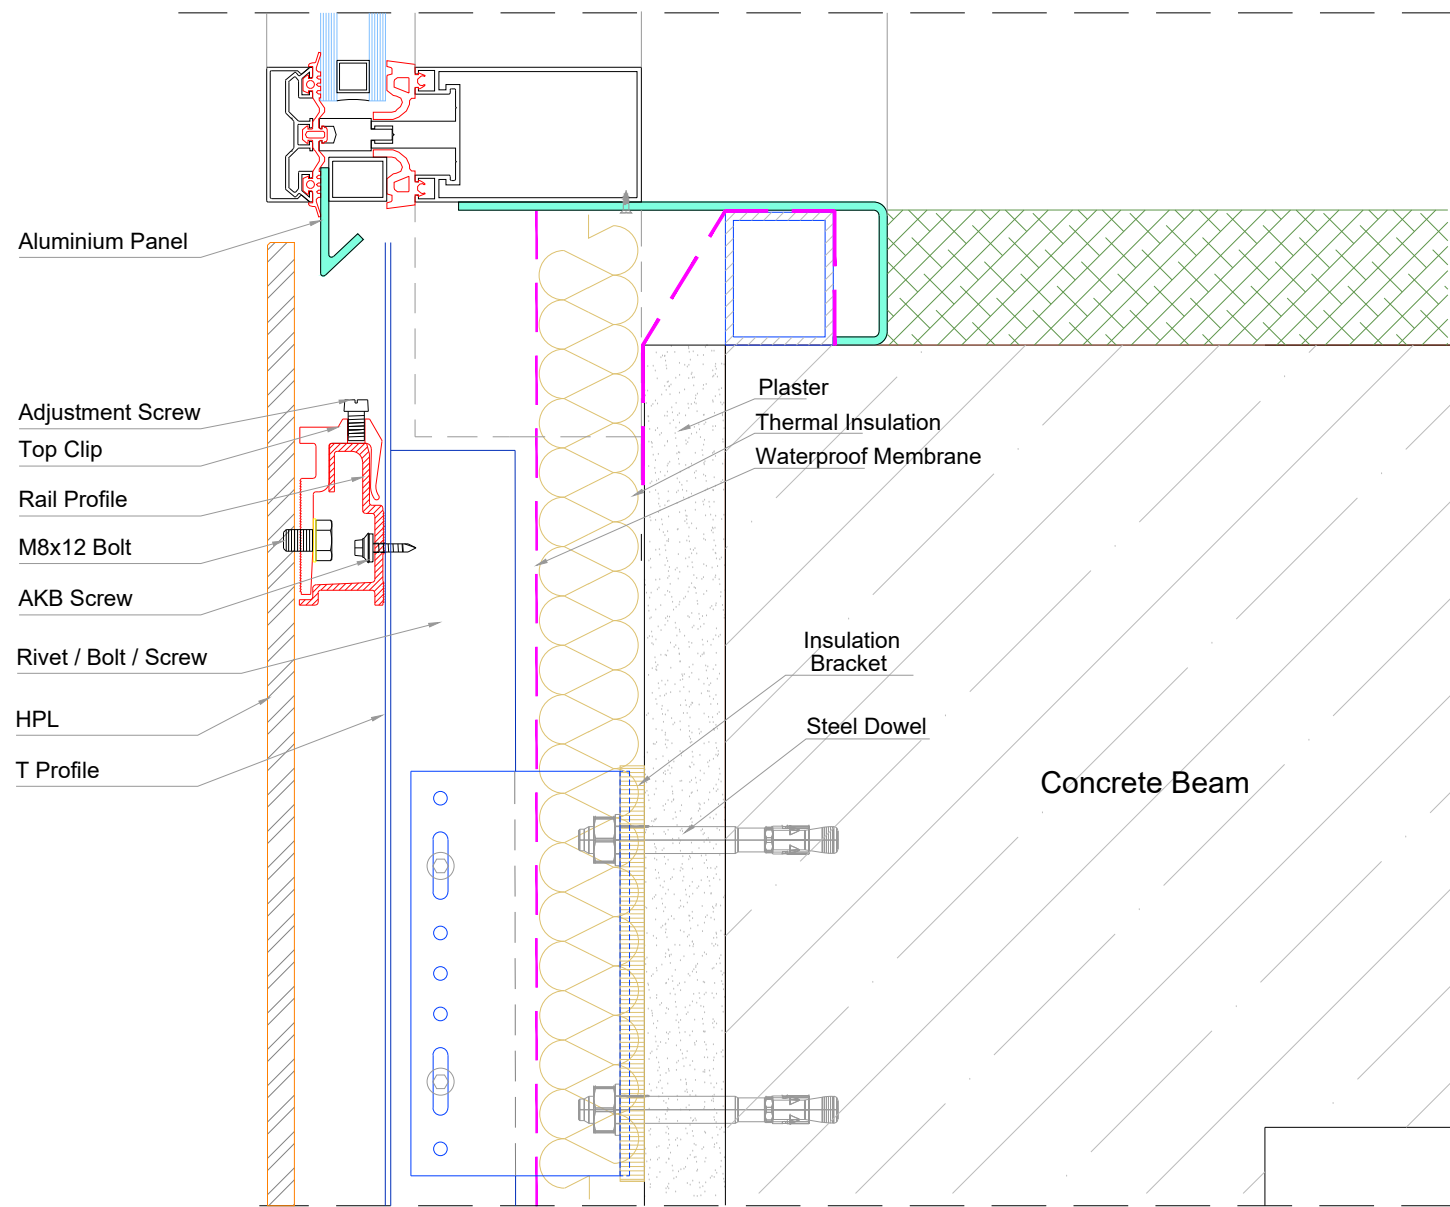 Aluminium Panel
Adjustment Screw
Top Clip
Rail Profile
M8x12 Bolt
AKB Screw
Rivet / Bolt / Screw
HPL
T Profile
Plaster
Thermal Insulation
Waterproof Membrane
Insulation
Bracket
Steel Dowel
Concrete Beam